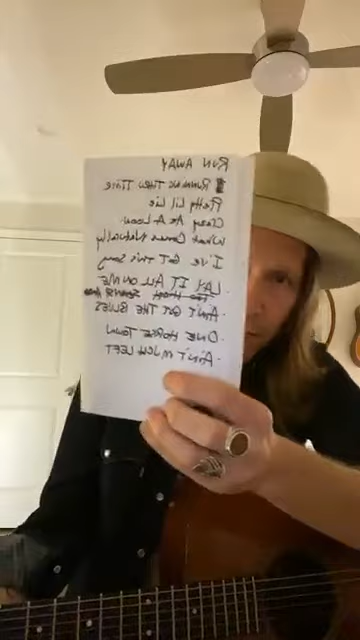 RUN AWAY
RUNNING THRU TIME
Pretty Lil Lie
Crazy As A Loon
What Comes Naturally
I've GOT This Song
. LAY IT ALL ON ME
. AIN'T GOT THE BLUES
. ONE HORSE TOWN
. AIN'T MUCH LEFT